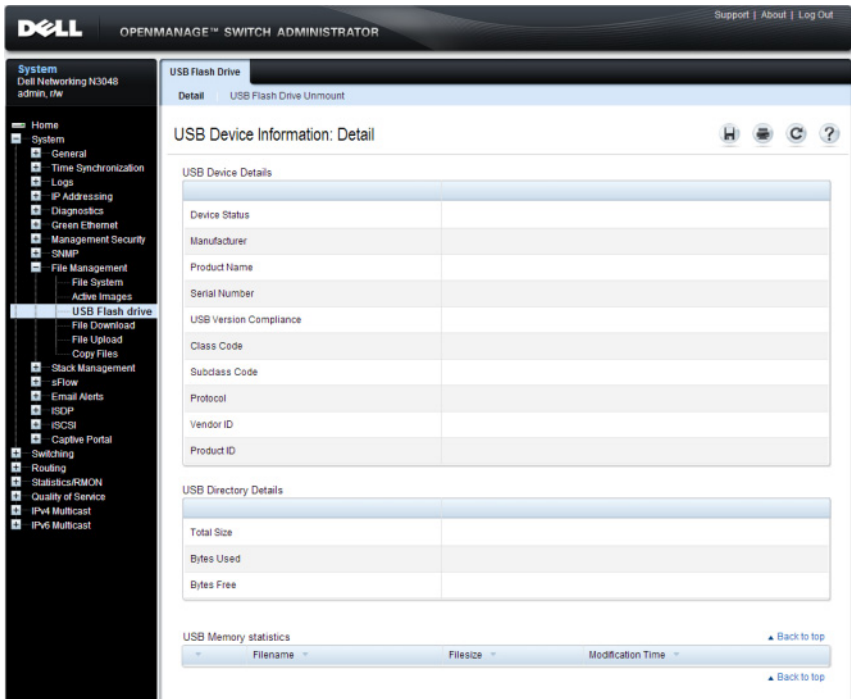 Support | About | Log Out
DELL
OPENMANAGE™ SWITCH ADMINISTRATOR
System
Dell Networking N3048
admin, r/w
Home
System
General
Time Synchronization
Logs
IP Addressing
Diagnostics
Green Ethernet
Management Security
SNMP
File Management
File System
Active Images
USB Flash drive
File Download
File Upload
Copy Files
Stack Management
sFlow
Email Alerts
ISDP
iSCSI
Captive Portal
Switching
Routing
Statistics/RMON
Quality of Service
IPv4 Multicast
IPv6 Multicast
USB Flash Drive
Detail USB Flash Drive Unmount
USB Device Information: Detail
?
USB Device Details
Device Status
Manufacturer
Product Name
Serial Number
USB Version Compliance
Class Code
Subclass Code
Protocol
Vendor ID
Product ID
USB Directory Details
Total Size
Bytes Used
Bytes Free
USB Memory statistics
Back to top
Filename Filesize Modification Time
Back to top